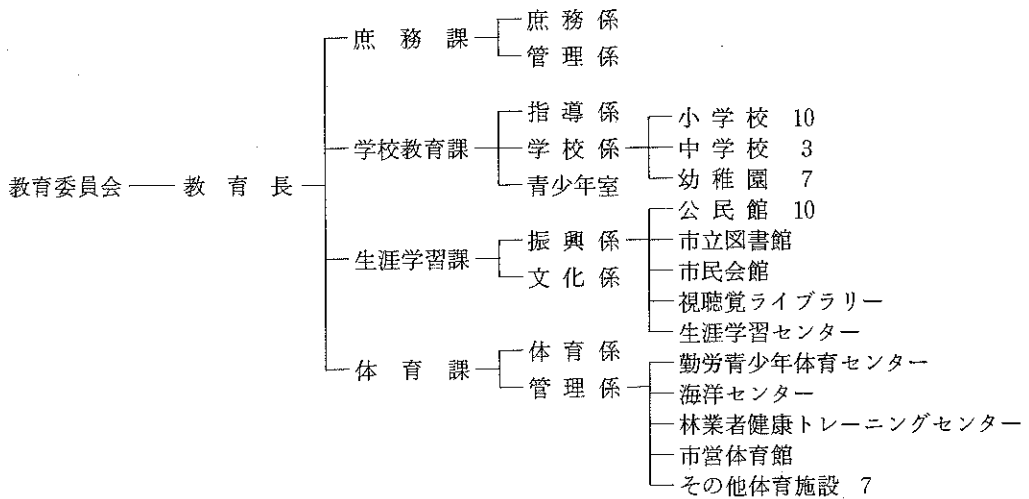 庶務課
庶務係
管理係
学校教育課
指導係
学校係
青少年室
小学校 10
中学校 3
幼稚園 7
教育委員会
教育長
生涯学習課
振興係
文化係
公民館 10
市立図書館
市民会館
視聴覚ライブラリー
生涯学習センター
体育課
体育係
管理係
勤労青少年体育センター
海洋センター
林業者健康トレーニングセンター
市営体育館
その他体育施設 7